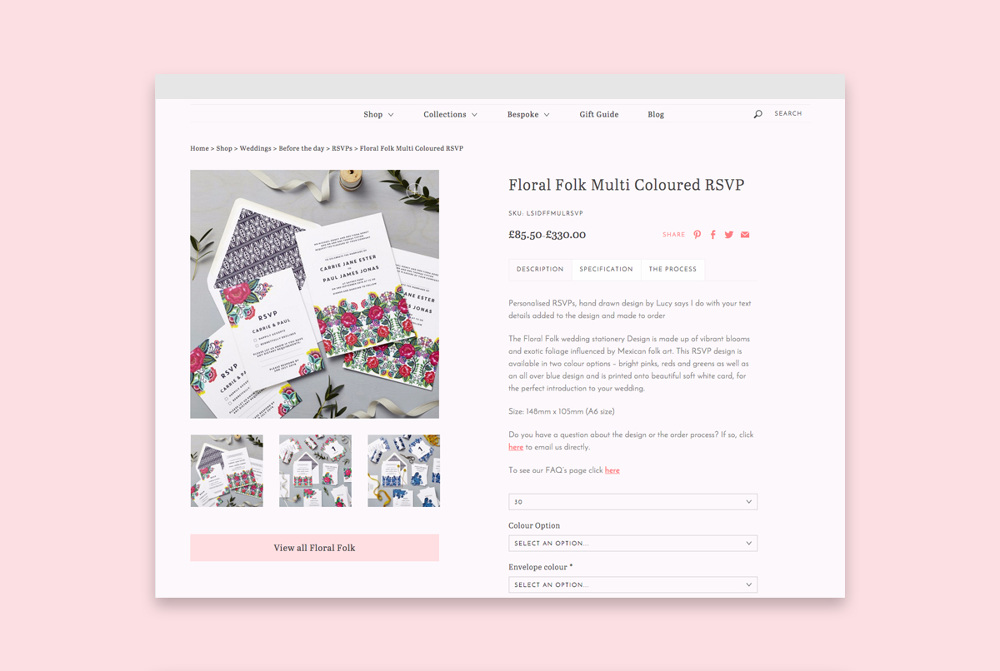 Shop Collections Bespoke Gift Guide Blog SEARCH
Home > Shop > Weddings > Before the day > RSVPs > Floral Folk Multi Coloured RSVP
CARRIE JANE ESTER
PAUL JAMES JONAS
ESTER
JONAS
RSVP
CARRIE & PAUL
RSVP
CARRIE &
View all Floral Folk
Floral Folk Multi Coloured RSVP
SKU: LSIDFFMULRSVP
£85.50-£330.00
SHARE
DESCRIPTION SPECIFICATION THE PROCESS
Personalised RSVPs, hand drawn design by Lucy says I do with your text
details added to the design and made to order
The Floral Folk wedding stationery Design is made up of vibrant blooms
and exotic foliage influenced by Mexican folk art. This RSVP design is
available in two colour options – bright pinks, reds and greens as well as
an all over blue design and is printed onto beautiful soft white card, for
the perfect introduction to your wedding.
Size: 148mm x 105mm (A6 size)
Do you have a question about the design or the order process? If so, click
here to email us directly.
To see our FAQ's page click here
30
Colour Option
SELECT AN OPTION...
Envelope colour *
SELECT AN OPTION...